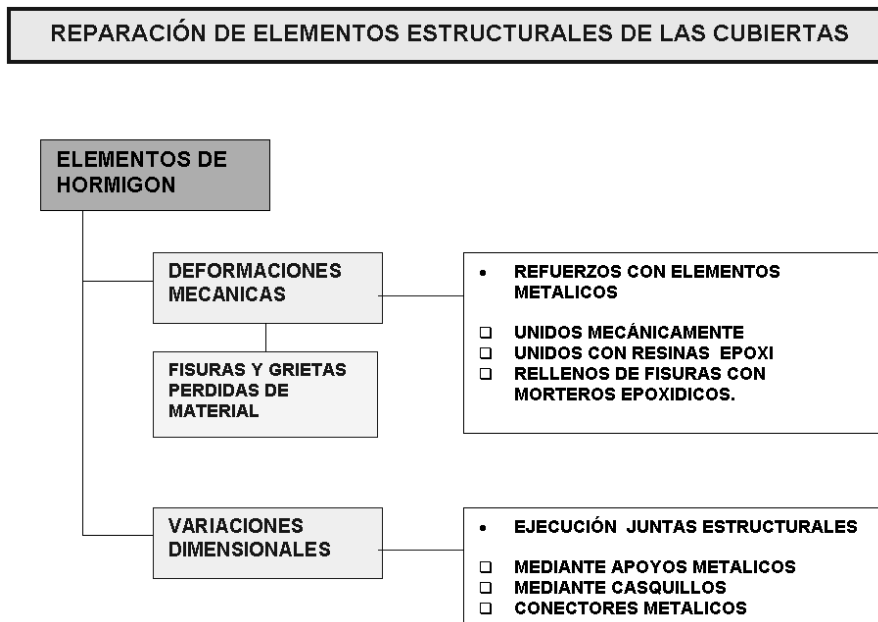 REPARACIÓN DE ELEMENTOS ESTRUCTURALES DE LAS CUBIERTAS
ELEMENTOS DE
HORMIGON
DEFORMACIONES
MECANICAS
• REFUERZOS CON ELEMENTOS
METALICOS
❑ UNIDOS MECÁNICAMENTE
❑ UNIDOS CON RESINAS EPOXI
❑ RELLENOS DE FISURAS CON
MORTEROS EPOXIDICOS.
FISURAS Y GRIETAS
PERDIDAS DE
MATERIAL
VARIACIONES
DIMENSIONALES
• EJECUCIÓN JUNTAS ESTRUCTURALES
❑ MEDIANTE APOYOS METALICOS
❑ MEDIANTE CASQUILLOS
❑ CONECTORES METALICOS